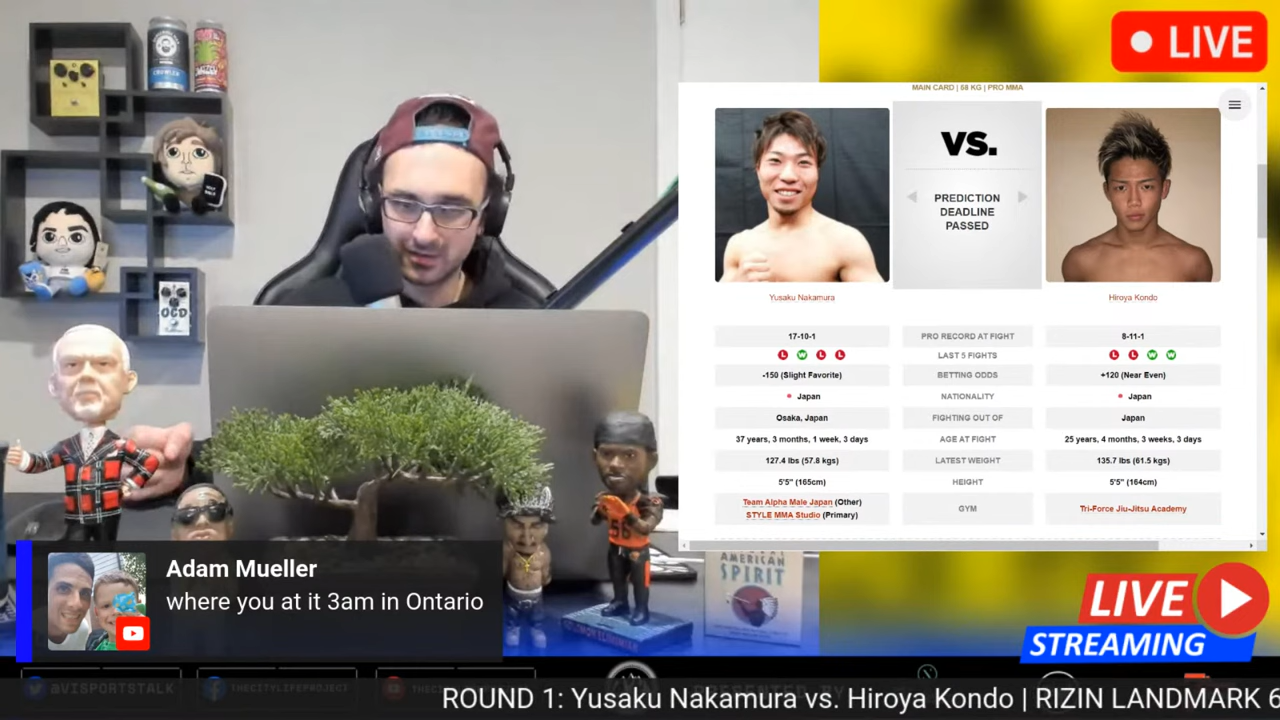 LIVE
CROWLER
OCD
MAIN CARD | 58 KG | PRO MMA
VS.
PREDICTION
DEADLINE
PASSED
Yusaku Nakamura
Hiroya Kondo
17-10-1 PRO RECORD AT FIGHT 8-11-1
L W L L LAST 5 FIGHTS L L W W
-150 (Slight Favorite) BETTING ODDS +120 (Near Even)
Japan NATIONALITY Japan
Osaka, Japan FIGHTING OUT OF Japan
37 years, 3 months, 1 week, 3 days AGE AT FIGHT 25 years, 4 months, 3 weeks, 3 days
127.4 lbs (57.8 kgs) LATEST WEIGHT 135.7 lbs (61.5 kgs)
5'5" (165cm) HEIGHT 5'5" (164cm)
Team Alpha Male Japan (Other)
STYLE MMA Studio (Primary)
GYM
Tri-Force Jiu-Jitsu Academy
56
AMERICAN
SPIRIT
Adam Mueller
where you at it 3am in Ontario
LIVE
STREAMING
@VISPORTSTALK
THECITYLIFEPROJECT
PRESENTED BY
ROUND 1: Yusaku Nakamura vs. Hiroya Kondo | RIZIN LANDMARK 6